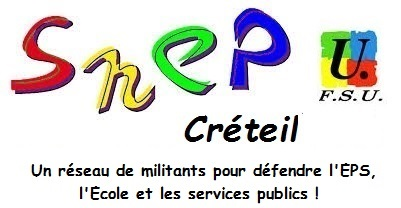 SnEP
U.
F.S.U.
Créteil
Un réseau de militants pour défendre l'EPS,
l'Ecole et les services publics !